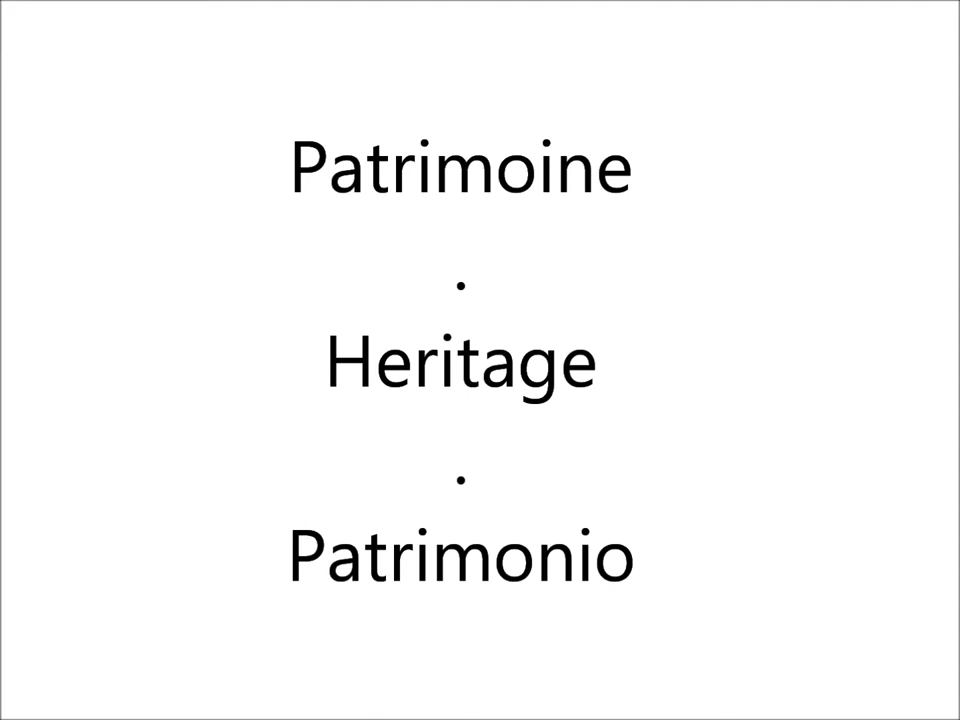 Patrimoine
.
Heritage
.
Patrimonio